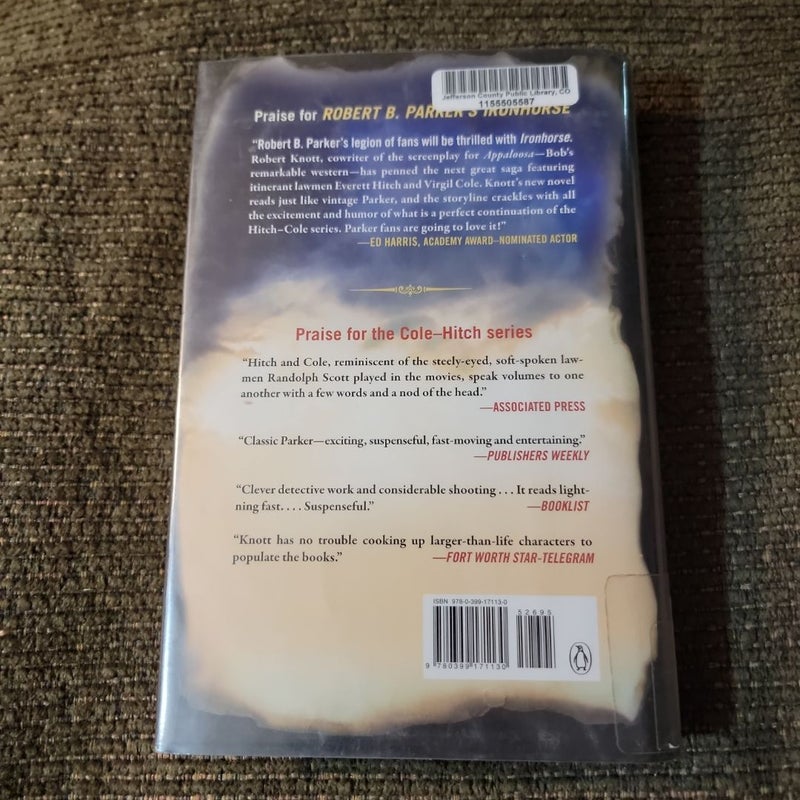 Jefferson County Public Library, CO
1155505587
Praise for ROBERT B. PARKER'S IRONHORSE
"Robert B. Parker's legion of fans will be thrilled with Ironhorse.
Robert Knott, cowriter of the screenplay for Appaloosa—Bob's
remarkable western—has penned the next great saga featuring
itinerant lawmen Everett Hitch and Virgil Cole. Knott's new novel
reads just like vintage Parker, and the storyline crackles with all
the excitement and humor of what is a perfect continuation of the
Hitch–Cole series. Parker fans are going to love it!"
—ED HARRIS, ACADEMY AWARD–NOMINATED ACTOR
Praise for the Cole–Hitch series
"Hitch and Cole, reminiscent of the steely-eyed, soft-spoken law-
men Randolph Scott played in the movies, speak volumes to one
another with a few words and a nod of the head."
—ASSOCIATED PRESS
"Classic Parker—exciting, suspenseful, fast-moving and entertaining."
—PUBLISHERS WEEKLY
"Clever detective work and considerable shooting . . . It reads light-
ning fast. . . . Suspenseful." —BOOKLIST
"Knott has no trouble cooking up larger-than-life characters to
populate the books." —FORT WORTH STAR-TELEGRAM
ISBN 978-0-399-17113-0
52695
9 780399 171130